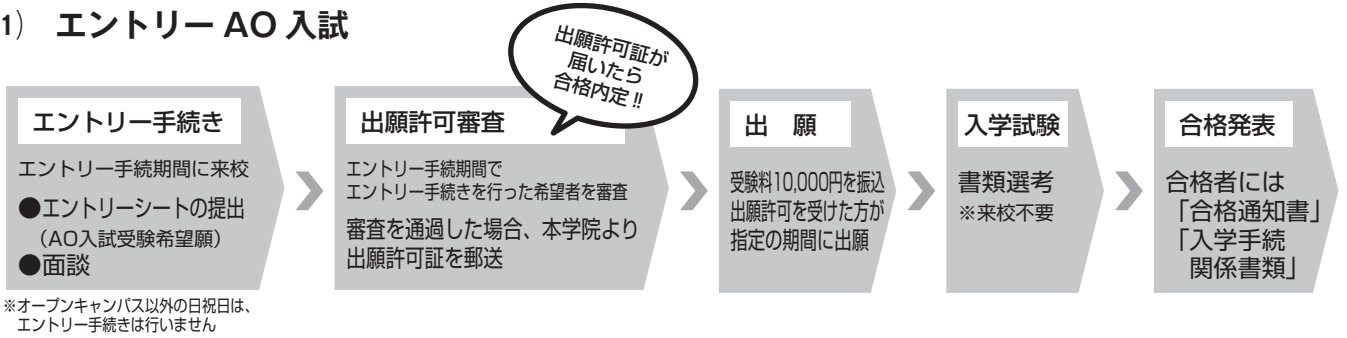 1） エントリー AO 入試
出願許可証が
届いたら
合格内定 !!
エントリー手続き
エントリー手続期間に来校
●エントリーシートの提出
（AO入試受験希望願）
●面談
※オープンキャンパス以外の日祝日は、
エントリー手続きは行いません
出願許可審査
エントリー手続期間で
エントリー手続きを行った希望者を審査
審査を通過した場合、本学院より
出願許可証を郵送
出　願
受験料10,000円を振込
出願許可を受けた方が
指定の期間に出願
入学試験
書類選考
※来校不要
合格発表
合格者には
「合格通知書」
「入学手続
関係書類」